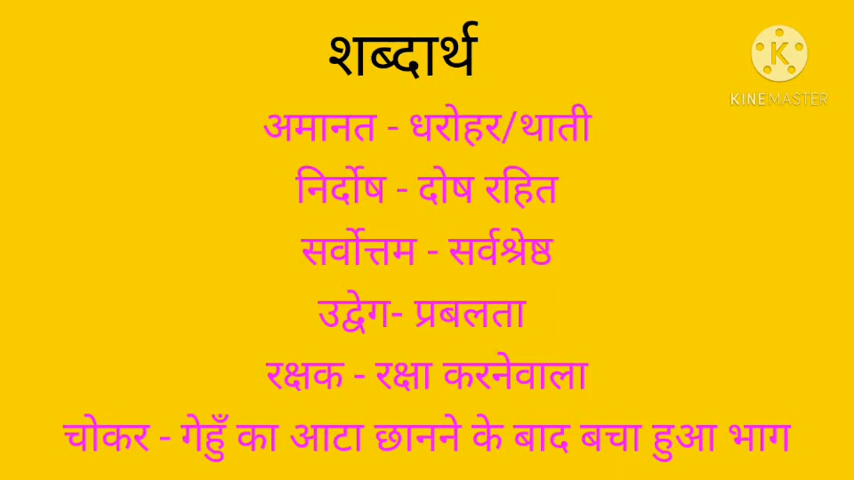 शब्दार्थ
K
KINEMASTER
अमानत - धरोहर/थाती
निर्दोष - दोष रहित
सर्वोत्तम - सर्वश्रेष्ठ
उद्वेग- प्रबलता
रक्षक - रक्षा करनेवाला
चोकर - गेहुँ का आटा छानने के बाद बचा हुआ भाग